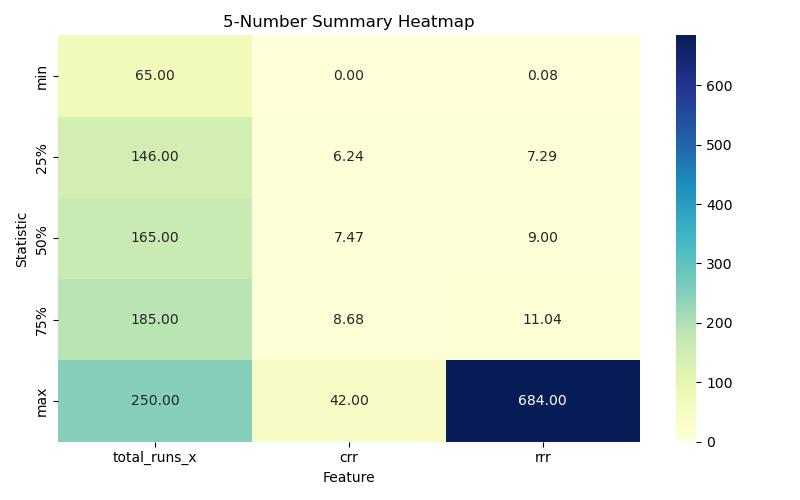 5-Number Summary Heatmap
min 65.00 0.00 0.08
25% 146.00 6.24 7.29
50% 165.00 7.47 9.00
75% 185.00 8.68 11.04
max 250.00 42.00 684.00
Statistic
total_runs_x crr rrr
Feature
600
500
400
300
200
100
0